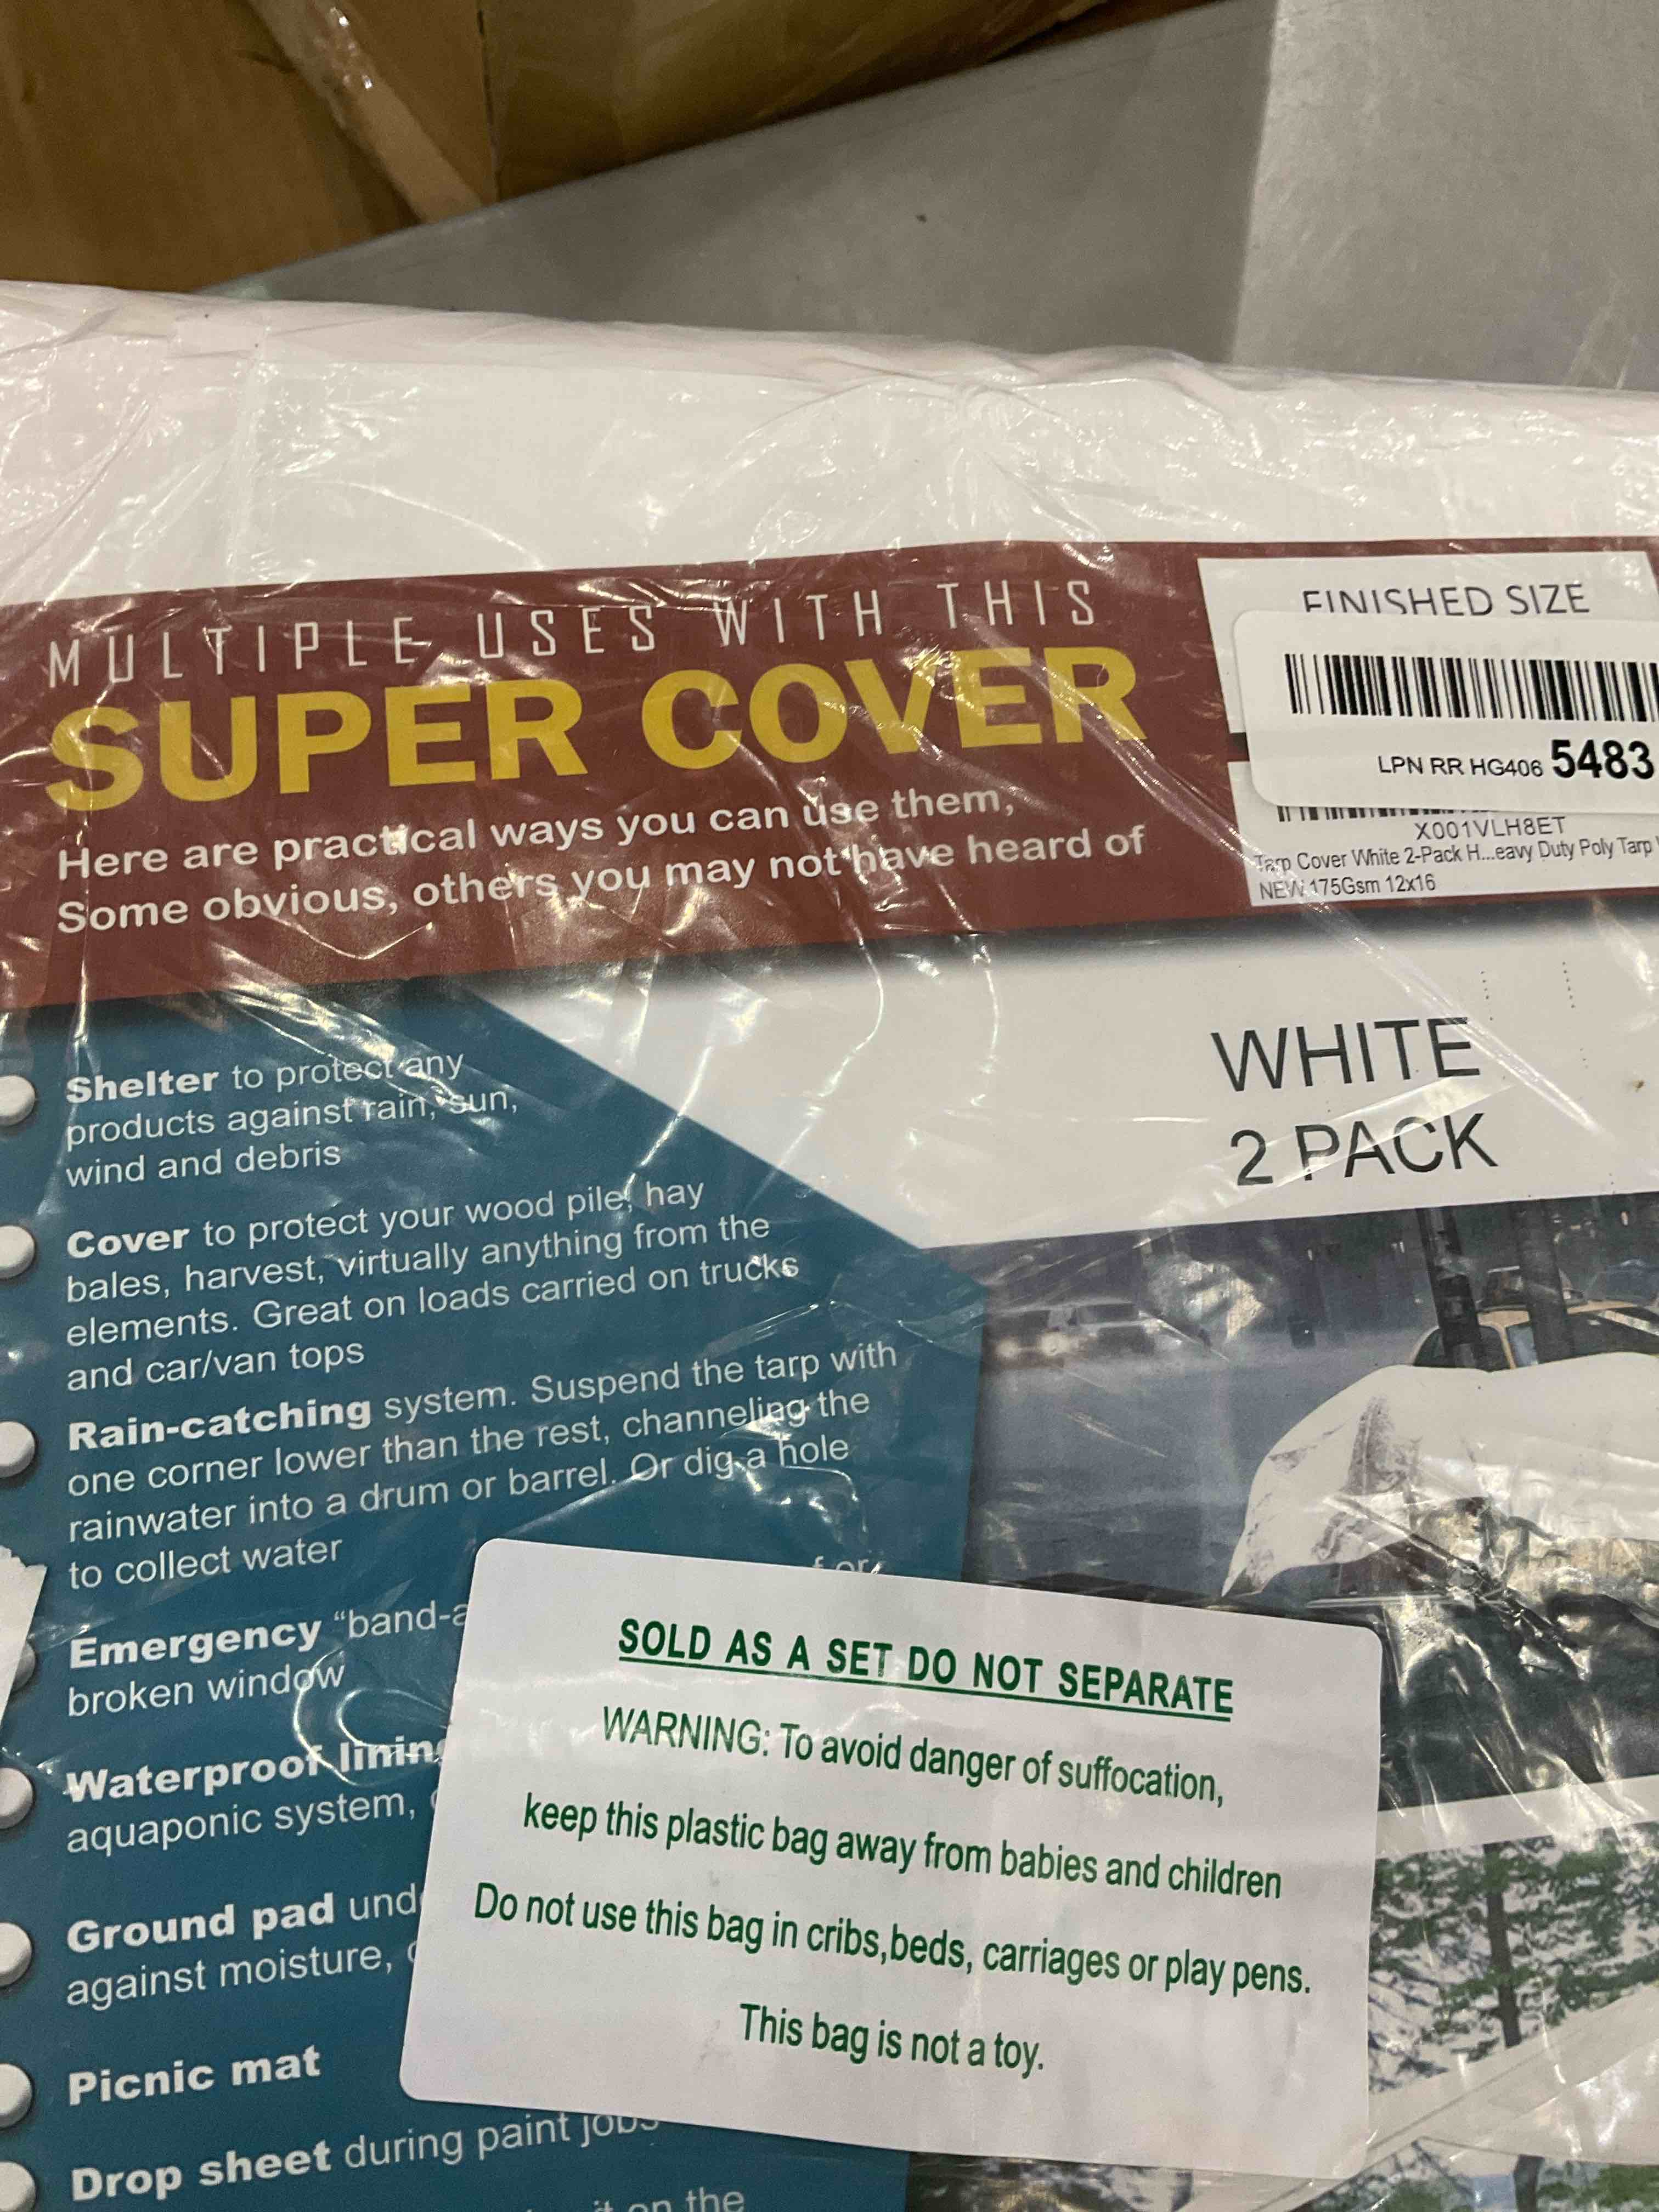 MULTIPLE USES WITH THIS
SUPER COVER
Here are practical ways you can use them,
Some obvious, others you may not have heard of
FINISHED SIZE
LPN RR HG406 5483
X001VLH8ET
Tarp Cover White 2-Pack H...eavy Duty Poly Tarp
NEW 175Gsm 12x16
WHITE
2 PACK
Shelter to protect any
products against rain, sun,
wind and debris
Cover to protect your wood pile, hay
bales, harvest, virtually anything from the
elements. Great on loads carried on trucks
and car/van tops
Rain-catching system. Suspend the tarp with
one corner lower than the rest, channeling the
rainwater into a drum or barrel. Or dig a hole
to collect water
Emergency "band-a
for
broken window
Waterproof lining
aquaponic system,
Ground pad und
against moisture,
Picnic mat
Drop sheet during paint jobs
it on the
SOLD AS A SET DO NOT SEPARATE
WARNING: To avoid danger of suffocation,
keep this plastic bag away from babies and children
Do not use this bag in cribs,beds, carriages or play pens.
This bag is not a toy.